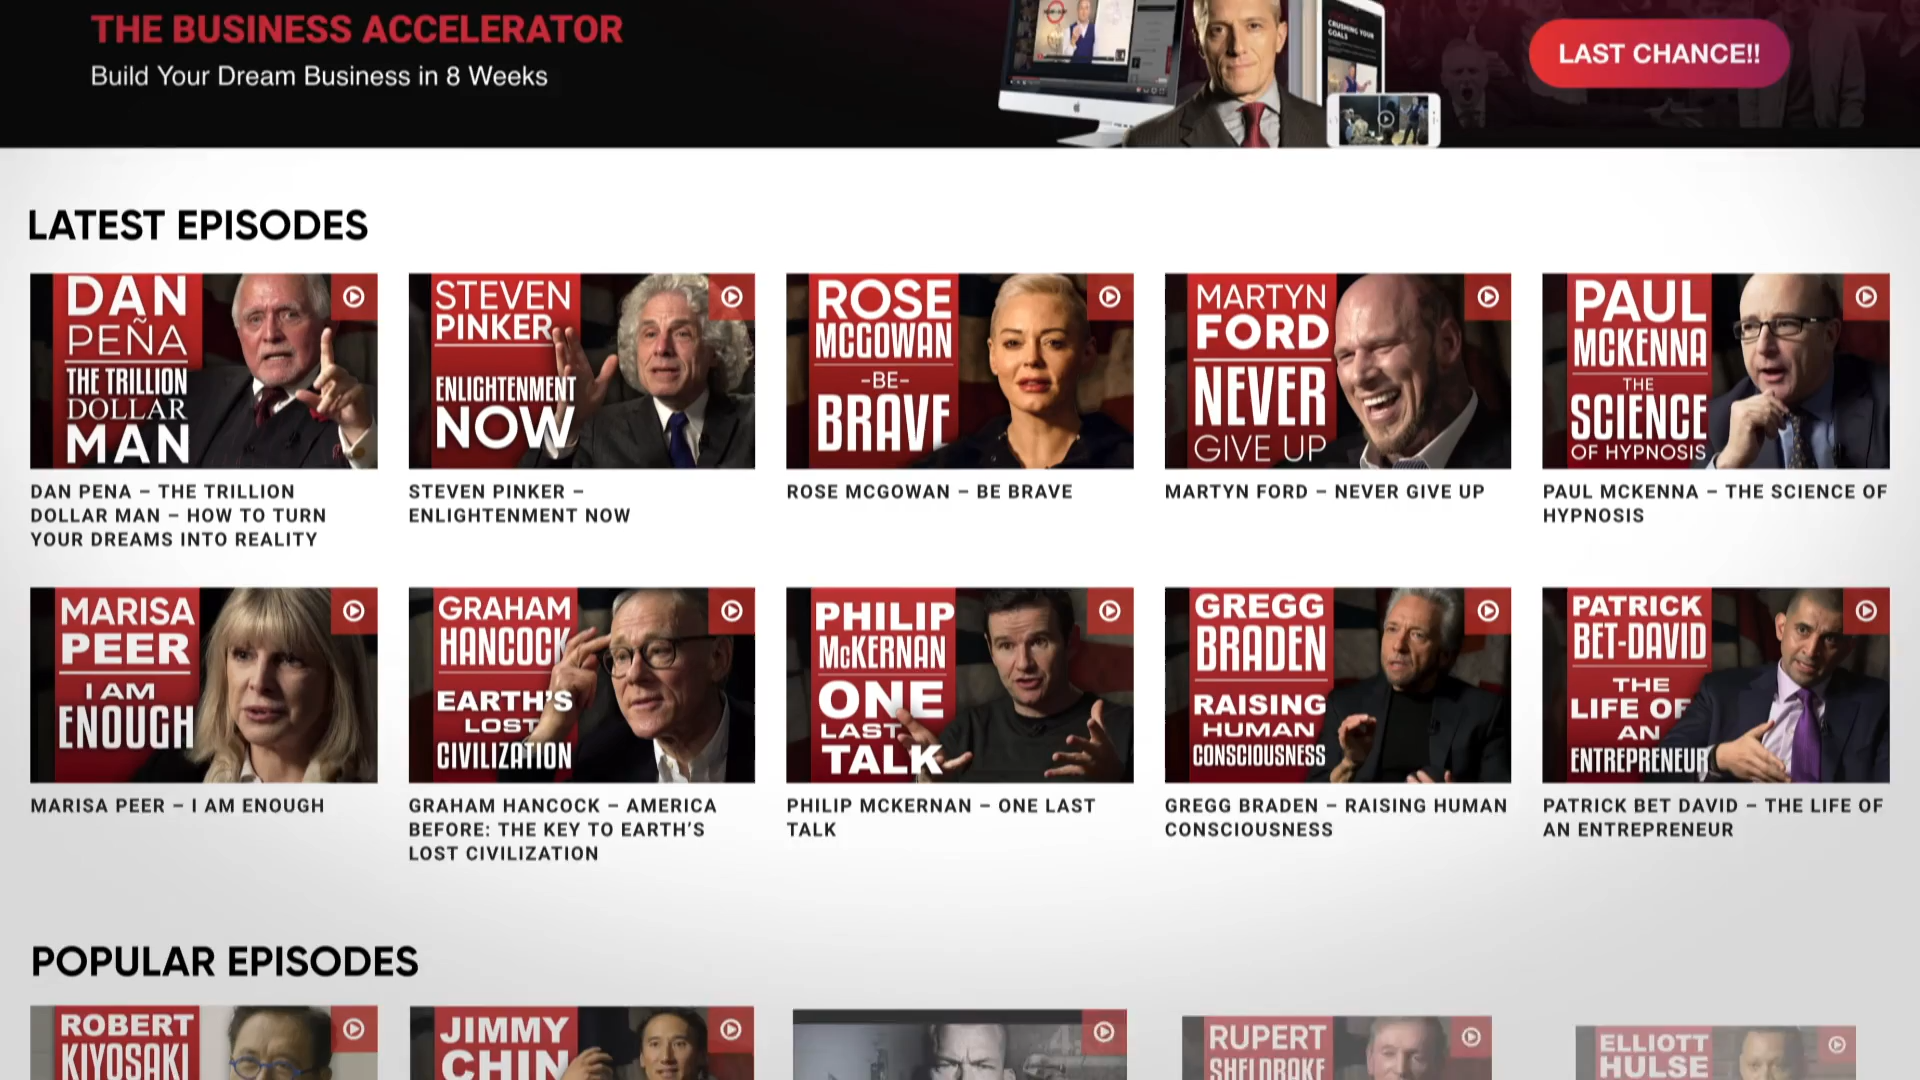 THE BUSINESS ACCELERATOR
Build Your Dream Business in 8 Weeks
CRUSHING YOUR
GOALS
LAST CHANCE!!
LATEST EPISODES
DAN
PEÑA
THE TRILLION
DOLLAR
MAN
STEVEN
PINKER
ENLIGHTENMENT
NOW
ROSE
MCGOWAN
-BE-
BRAVE
MARTYN
FORD
NEVER
GIVE UP
PAUL
MCKENNA
THE
SCIENCE
OF HYPNOSIS
DAN PENA – THE TRILLION
DOLLAR MAN – HOW TO TURN
YOUR DREAMS INTO REALITY
STEVEN PINKER –
ENLIGHTENMENT NOW
ROSE MCGOWAN – BE BRAVE
MARTYN FORD – NEVER GIVE UP
PAUL MCKENNA – THE SCIENCE OF
HYPNOSIS
MARISA
PEER
I AM
ENOUGH
GRAHAM
HANCOCK
EARTH'S
LOST
CIVILIZATION
PHILIP
McKERNAN
ONE
LAST
TALK
GREGG
BRADEN
RAISING
HUMAN
CONSCIOUSNESS
PATRICK
BET-DAVID
THE
LIFE OF
AN
ENTREPRENEUR
MARISA PEER – I AM ENOUGH
GRAHAM HANCOCK – AMERICA
BEFORE: THE KEY TO EARTH'S
LOST CIVILIZATION
PHILIP MCKERNAN – ONE LAST
TALK
GREGG BRADEN – RAISING HUMAN
CONSCIOUSNESS
PATRICK BET DAVID – THE LIFE OF
AN ENTREPRENEUR
POPULAR EPISODES
ROBERT
KIYOSAKI
JIMMY
CHIN
RUPERT
SHELDRAKE
ELLIOTT
HULSE